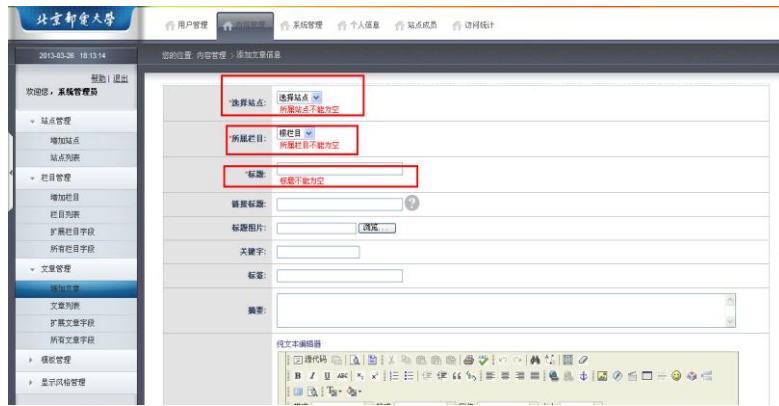 北京邮电大学
用户管理
内容管理
系统管理
个人信息
站点成员
访问统计
2013-03-26 18:13:14
您的位置: 内容管理 > 添加文章信息
帮助 | 退出
欢迎您，系统管理员
站点管理
增加站点
站点列表
栏目管理
增加栏目
栏目列表
扩展栏目字段
所有栏目字段
文章管理
增加文章
文章列表
扩展文章字段
所有文章字段
模板管理
显示风格管理
*选择站点: 选择站点
所属站点不能为空
*所属栏目: 根栏目
所属栏目不能为空
*标题:
标题不能为空
链接标题: ?
标题图片: 浏览...
关键字:
标签:
摘要:
纯文本编辑器
源代码
B I U ABC